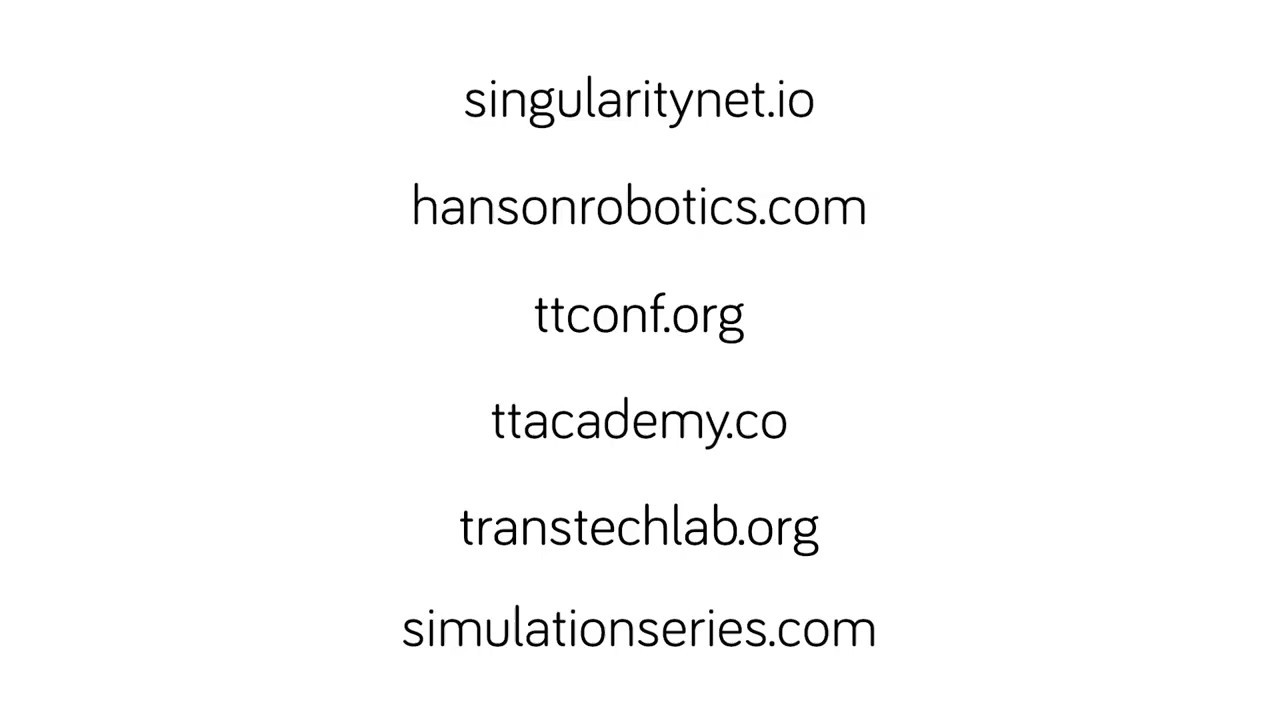 singularitynet.io
hansonrobotics.com
ttconf.org
ttacademy.co
transtechlab.org
simulationseries.com